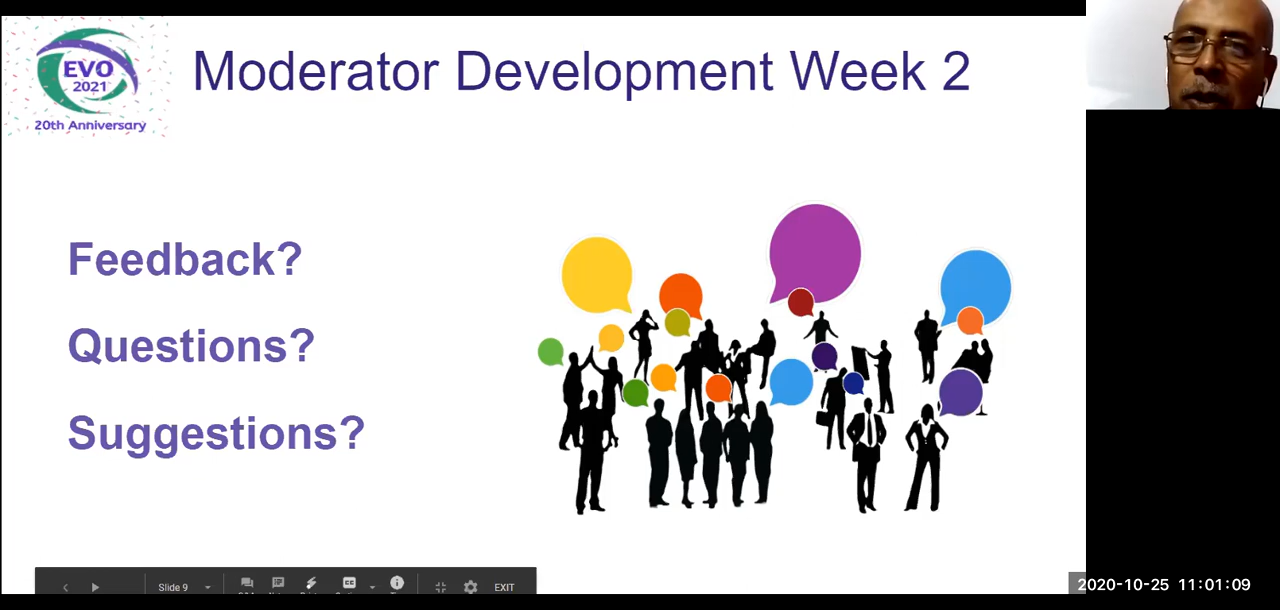 EVO
2021
20th Anniversary
Moderator Development Week 2
Feedback?
Questions?
Suggestions?
Slide 9
EXIT
2020-10-25 11:01:09